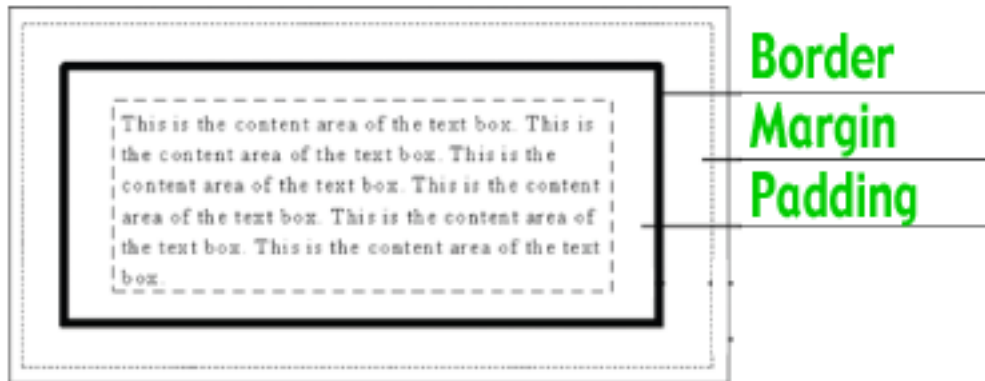 Border
Margin
Padding
This is the content area of the text box. This is
the content area of the text box. This is the
content area of the text box. This is the content
area of the text box. This is the content area of
the text box. This is the content area of the text
box.